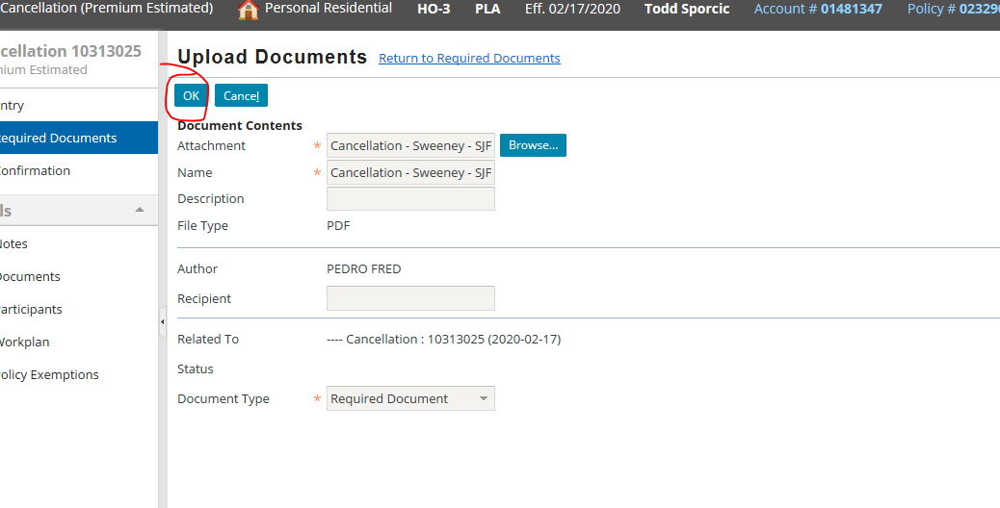 Cancellation (Premium Estimated) Personal Residential HO-3 PLA Eff. 02/17/2020 Todd Sporcic Account # 01481347 Policy # 02329
cellation 10313025
nium Estimated
ntry
equired Documents
onfirmation
ls
Notes
Documents
articipants
Workplan
olicy Exemptions
Upload Documents Return to Required Documents
OK Cancel
Document Contents
Attachment * Cancellation - Sweeney - SJF Browse...
Name * Cancellation - Sweeney - SJF
Description
File Type PDF
Author PEDRO FRED
Recipient
Related To ---- Cancellation : 10313025 (2020-02-17)
Status
Document Type * Required Document